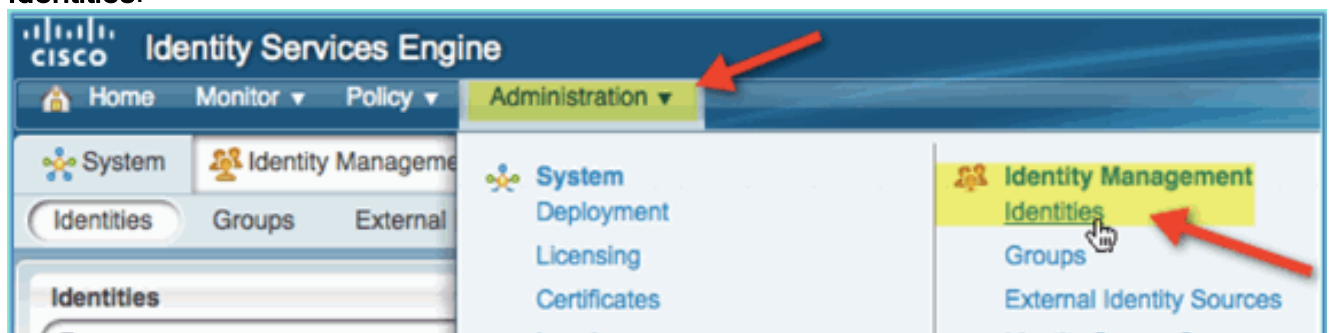 Identities.
CISCO Identity Services Engine
Home Monitor ▾ Policy ▾ Administration ▾
System Identity Manageme
Identities Groups External
Identities
System
Deployment
Licensing
Certificates
Identity Management
Identities
Groups
External Identity Sources